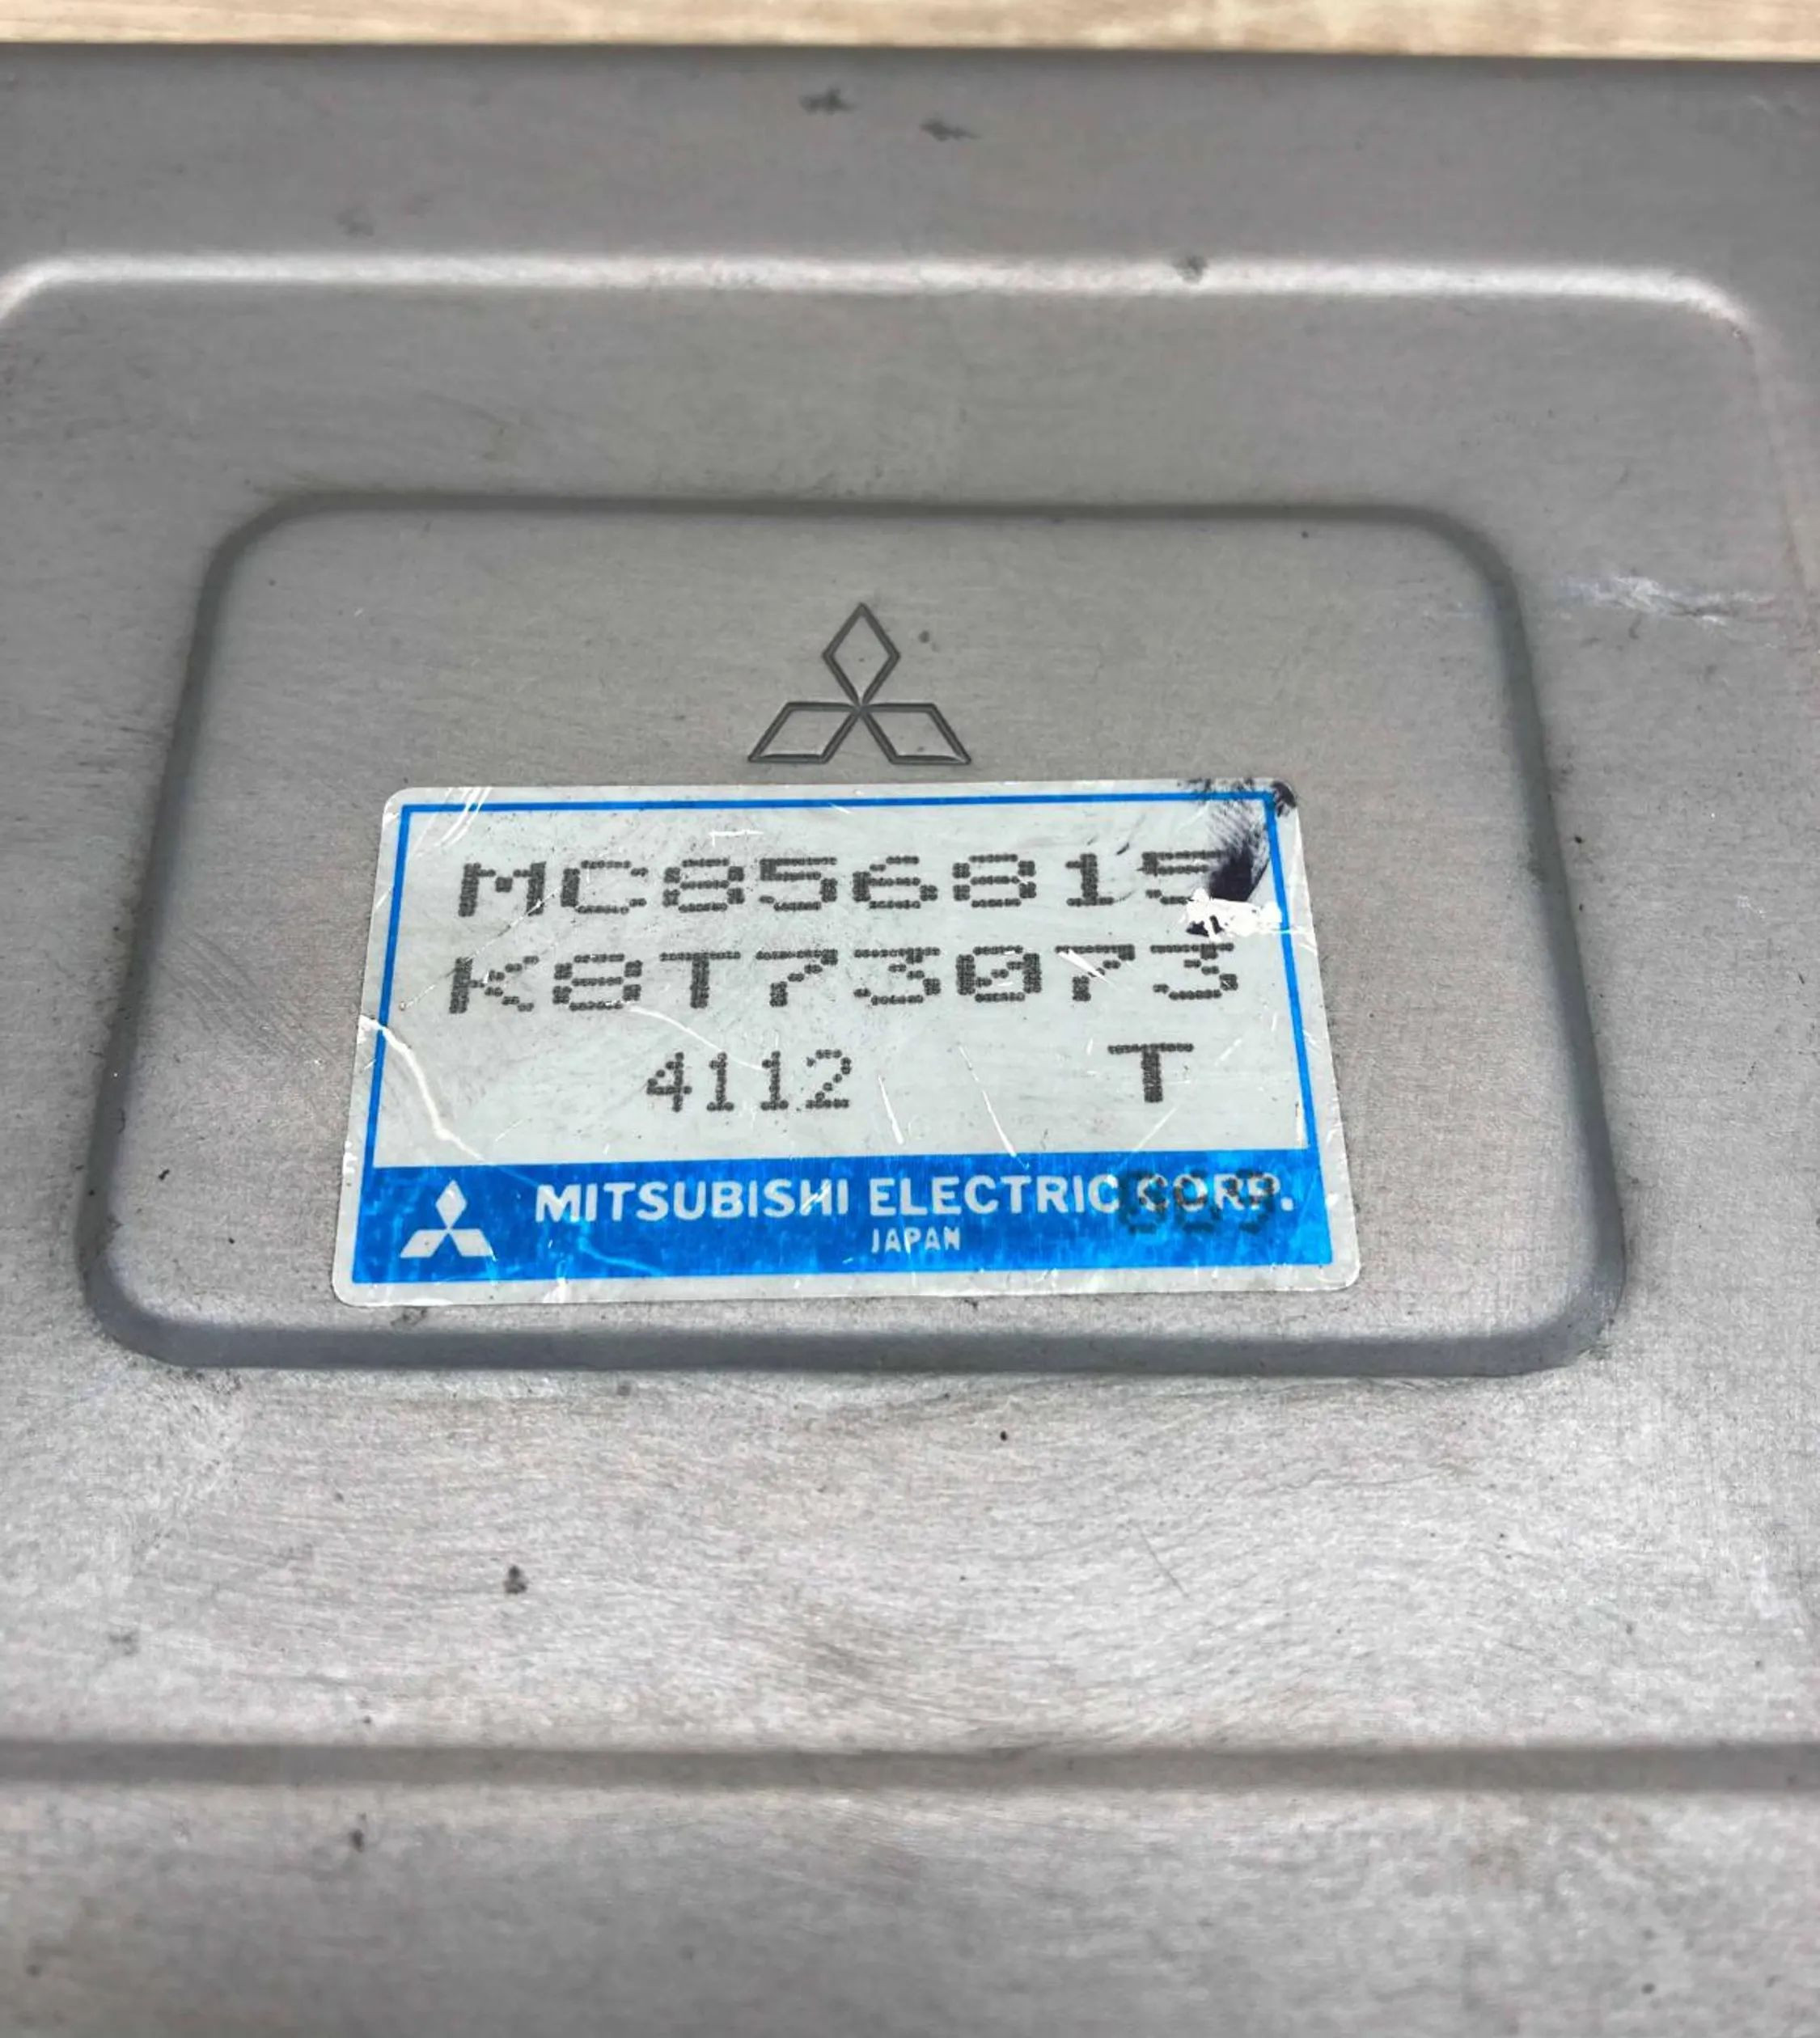 MC856815
K8T73073
4112 T
MITSUBISHI ELECTRIC CORP.
JAPAN